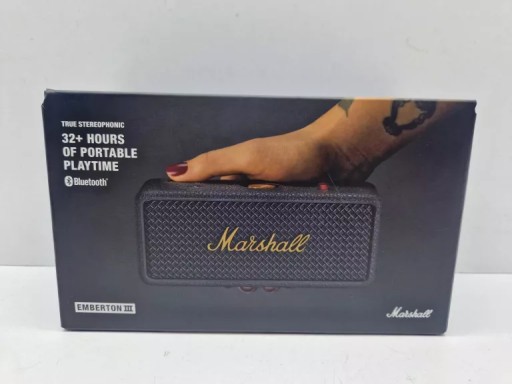 TRUE STEREOPHONIC
32+ HOURS
OF PORTABLE
PLAYTIME
Bluetooth®
Marshall
EMBERTON III
Marshall